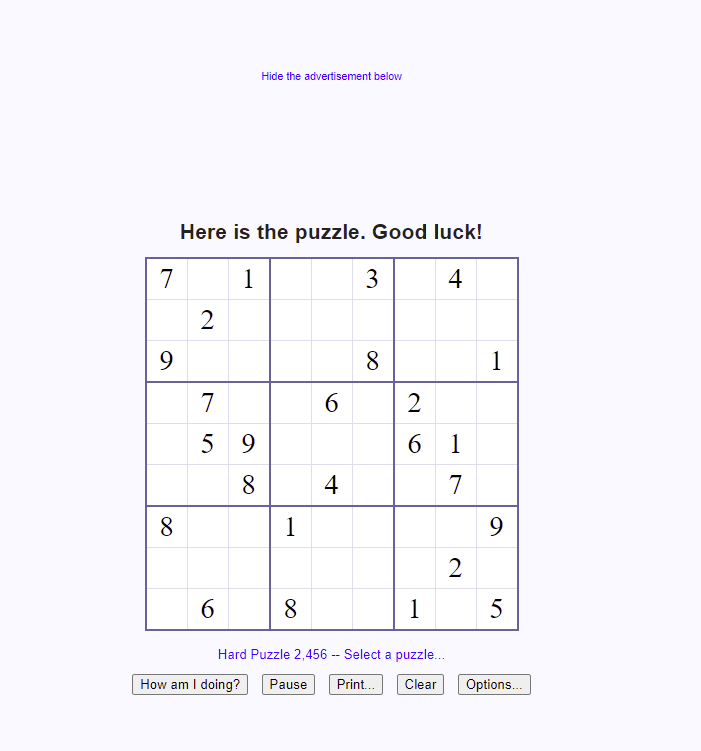 Hide the advertisement below
Here is the puzzle. Good luck!
7 1 3 4
2
9 8 1
7 6 2
5 9 6 1
8 4 7
8 1 9
2
6 8 1 5
Hard Puzzle 2,456 -- Select a puzzle...
How am I doing? Pause Print... Clear Options...